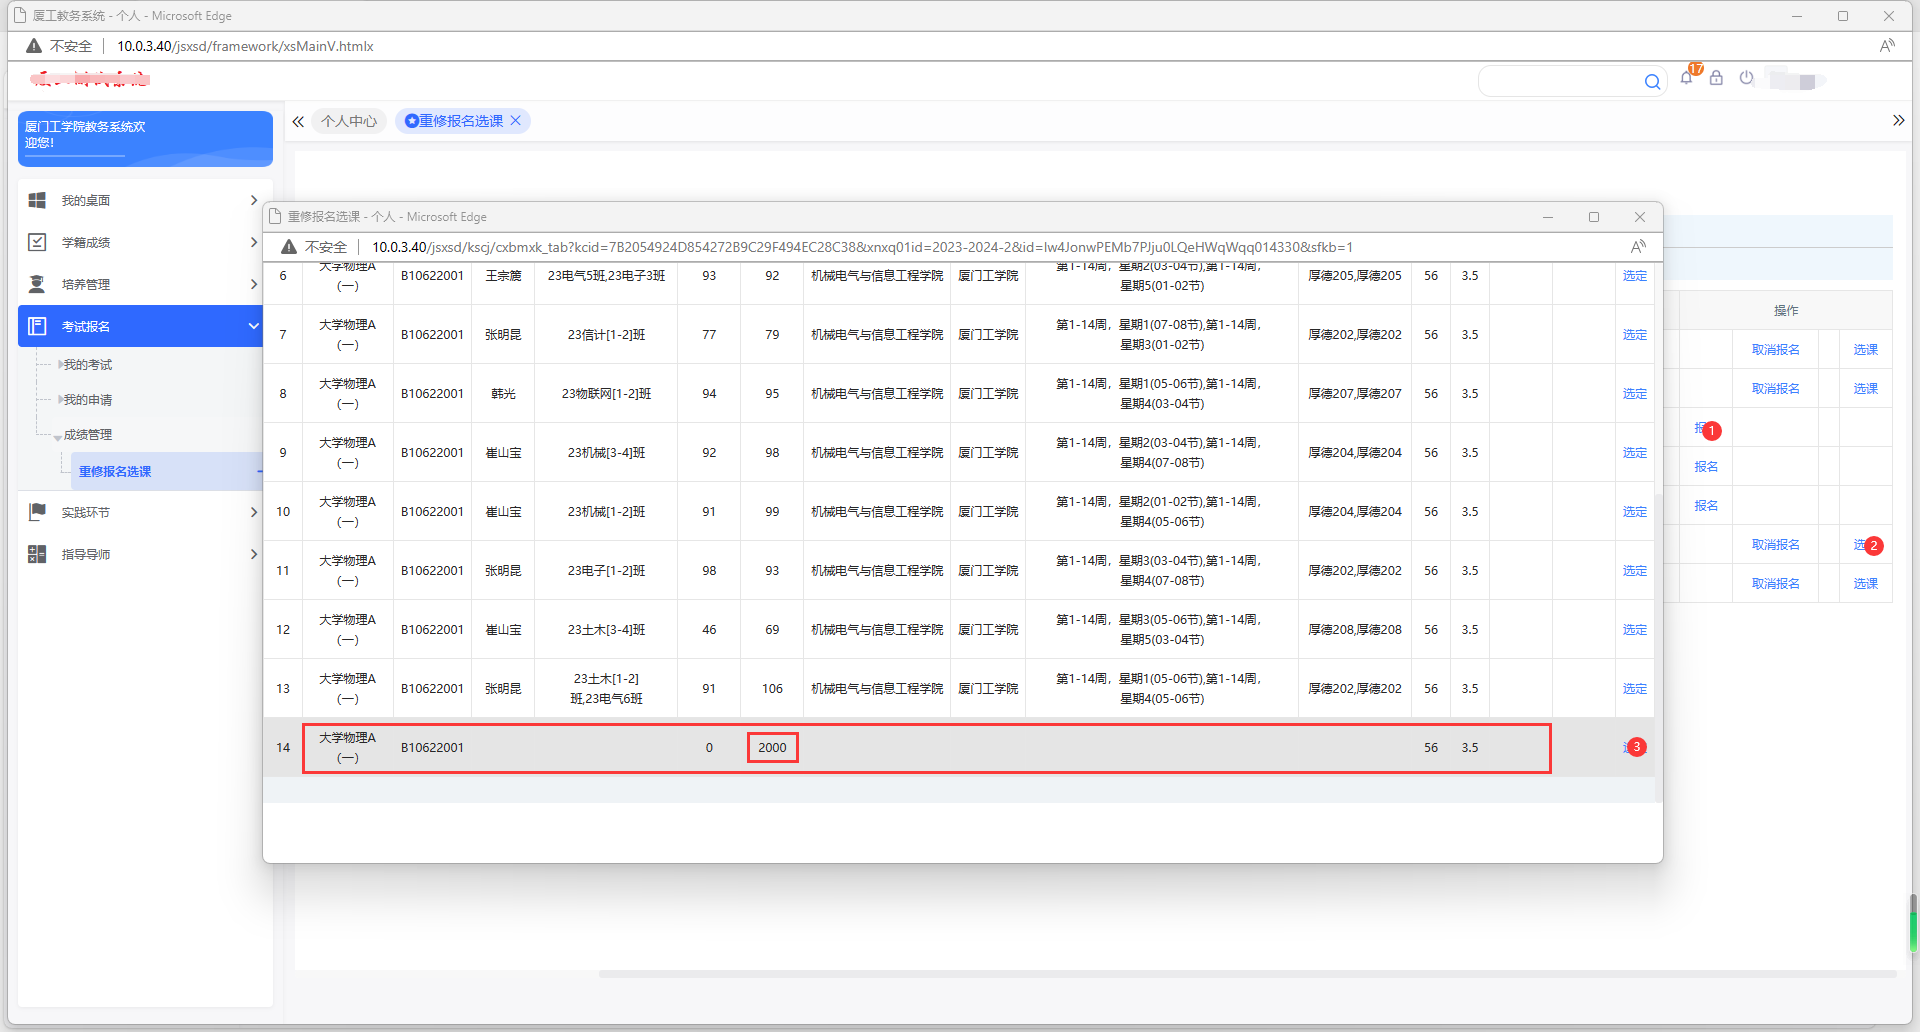 厦工教务系统 - 个人 - Microsoft Edge
不安全 10.0.3.40/jsxsd/framework/xsMainV.htmlx
17
厦门工学院教务系统欢
迎您!
个人中心 重修报名选课
我的桌面
学籍成绩
培养管理
考试报名
我的考试
我的申请
成绩管理
重修报名选课
实践环节
指导导师
操作
取消报名 选课
取消报名 选课
报 1
报名
报名
取消报名 选 2
取消报名 选课
重修报名选课 - 个人 - Microsoft Edge
不安全 10.0.3.40/jsxsd/kscj/cxbmxk_tab?kcid=7B2054924D854272B9C29F494EC28C38&xnxq01id=2023-2024-2&id=lw4JonwPEMb7PJju0LQeHWqWqq014330&sfkb=1
大学物理A 第1-14周，星期2(03-04节),第1-14周，
6 (一) B10622001 王宗篪 23电气5班,23电子3班 93 92 机械电气与信息工程学院 厦门工学院 星期5(01-02节) 厚德205,厚德205 56 3.5 选定
大学物理A 第1-14周，星期1(07-08节),第1-14周，
7 (一) B10622001 张明昆 23信计[1-2]班 77 79 机械电气与信息工程学院 厦门工学院 星期3(01-02节) 厚德202,厚德202 56 3.5 选定
大学物理A 第1-14周，星期1(05-06节),第1-14周，
8 (一) B10622001 韩光 23物联网[1-2]班 94 95 机械电气与信息工程学院 厦门工学院 星期4(03-04节) 厚德207,厚德207 56 3.5 选定
大学物理A 第1-14周，星期2(03-04节),第1-14周，
9 (一) B10622001 崔山宝 23机械[3-4]班 92 98 机械电气与信息工程学院 厦门工学院 星期4(07-08节) 厚德204,厚德204 56 3.5 选定
大学物理A 第1-14周，星期2(01-02节),第1-14周，
10 (一) B10622001 崔山宝 23机械[1-2]班 91 99 机械电气与信息工程学院 厦门工学院 星期4(05-06节) 厚德204,厚德204 56 3.5 选定
大学物理A 第1-14周，星期3(03-04节),第1-14周，
11 (一) B10622001 张明昆 23电子[1-2]班 98 93 机械电气与信息工程学院 厦门工学院 星期4(07-08节) 厚德202,厚德202 56 3.5 选定
大学物理A 第1-14周，星期3(05-06节),第1-14周，
12 (一) B10622001 崔山宝 23土木[3-4]班 46 69 机械电气与信息工程学院 厦门工学院 星期5(03-04节) 厚德208,厚德208 56 3.5 选定
大学物理A 23土木[1-2] 第1-14周，星期1(05-06节),第1-14周，
13 (一) B10622001 张明昆 班,23电气6班 91 106 机械电气与信息工程学院 厦门工学院 星期4(05-06节) 厚德202,厚德202 56 3.5 选定
大学物理A
14 (一) B10622001 0 2000 56 3.5 3